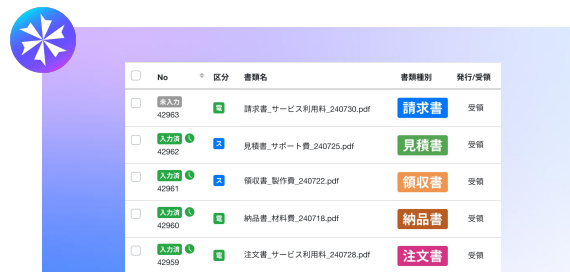 No 区分 書類名 書類種別 発行/受領
未入力
42963 電 請求書_サービス利用料_240730.pdf 請求書 受領
入力済
42962 ス 見積書_サポート費_240725.pdf 見積書 受領
入力済
42961 ス 領収書_製作費_240722.pdf 領収書 受領
入力済
42960 電 納品書_材料費_240718.pdf 納品書 受領
入力済
42959 電 注文書_サービス利用料_240728.pdf 注文書 受領